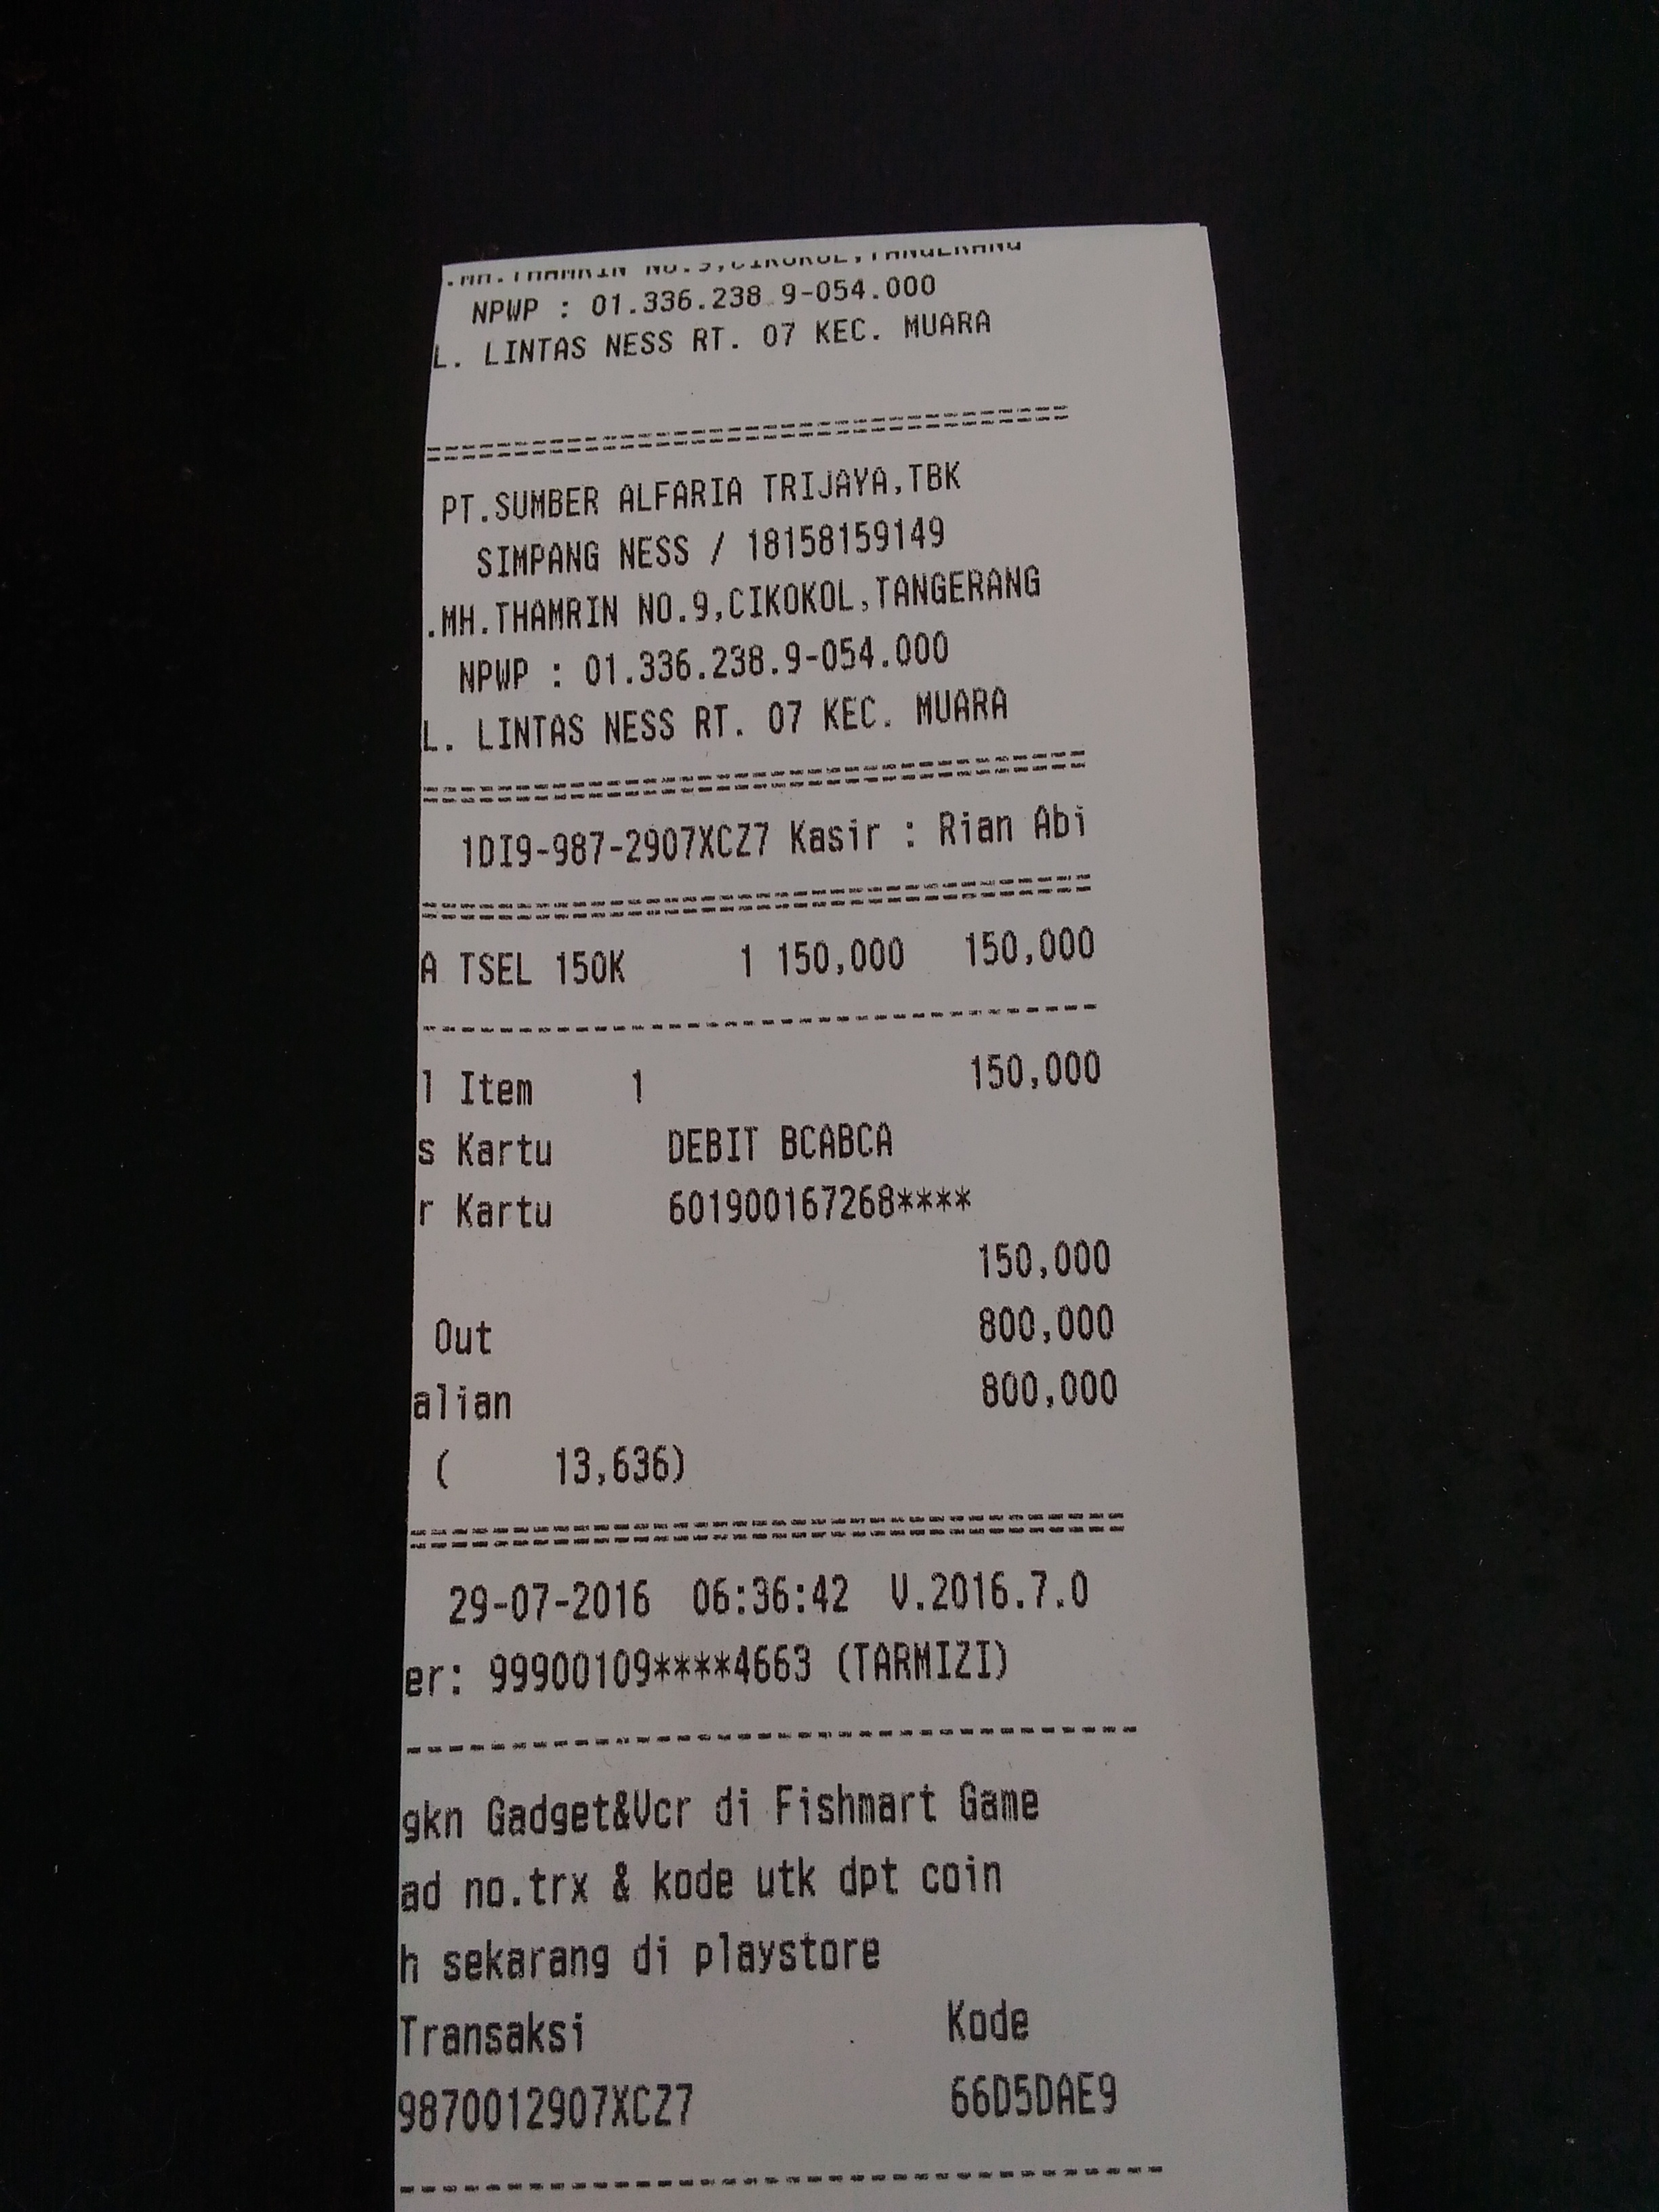 .MH.THAMRIN NO.9,CIKOKOL,TANGERANG
NPWP : 01.336.238.9-054.000
L. LINTAS NESS RT. 07 KEC. MUARA
PT.SUMBER ALFARIA TRIJAYA,TBK
SIMPANG NESS / 18158159149
.MH.THAMRIN NO.9,CIKOKOL,TANGERANG
NPWP : 01.336.238.9-054.000
L. LINTAS NESS RT. 07 KEC. MUARA
1DI9-987-2907XCZ7 Kasir : Rian Abi
A TSEL 150K 1 150,000 150,000
l Item 1 150,000
s Kartu DEBIT BCABCA
r Kartu 601900167268****
150,000
Out 800,000
alian 800,000
( 13,636)
29-07-2016 06:36:42 V.2016.7.0
er: 99900109****4663 (TARMIZI)
gkn Gadget&Vcr di Fishmart Game
ad no.trx & kode utk dpt coin
h sekarang di playstore
Transaksi Kode
9870012907XCZ7 66D5DAE9